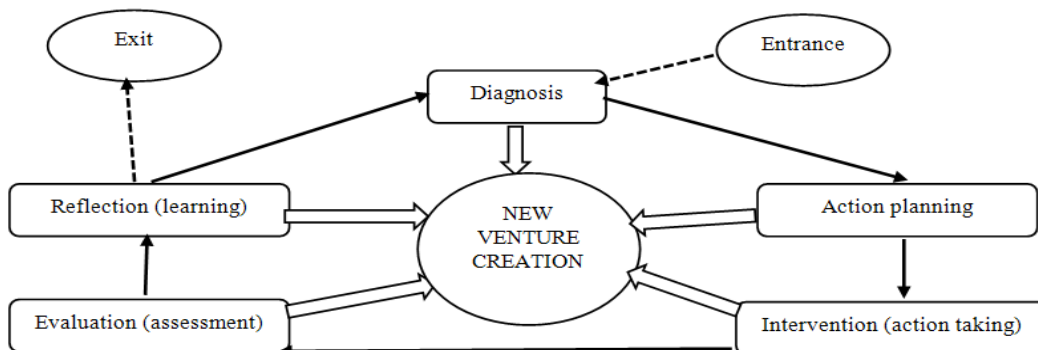 Exit
Entrance
Diagnosis
Reflection (learning)
NEW
VENTURE
CREATION
Action planning
Evaluation (assessment)
Intervention (action taking)